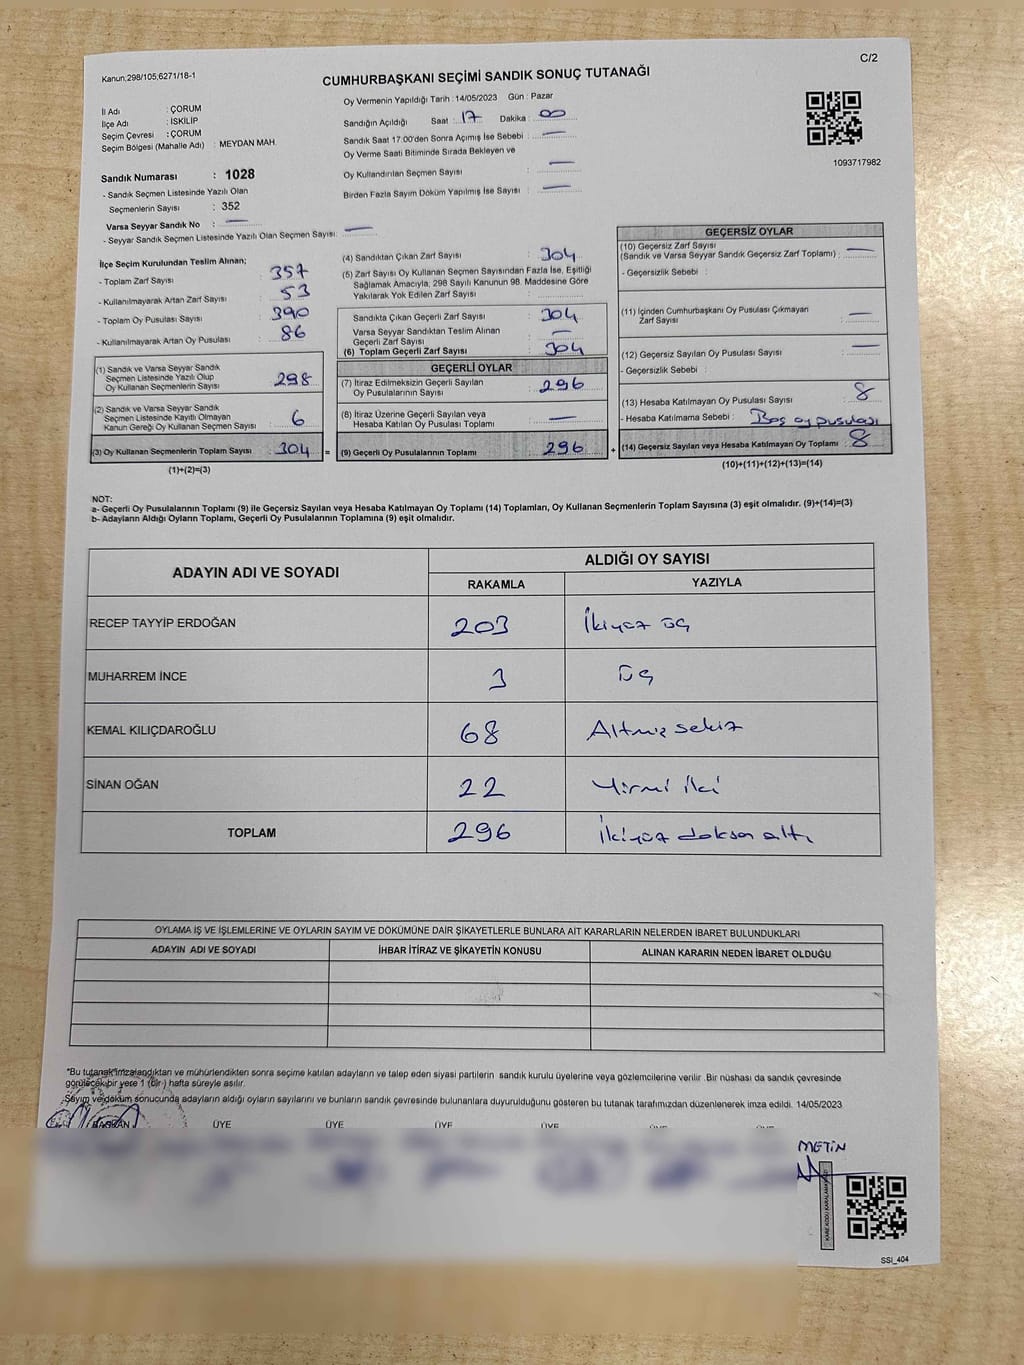 Kanun:298/105;6271/18-1
C/2
CUMHURBAŞKANI SEÇİMİ SANDIK SONUÇ TUTANAĞI
İl Adı : ÇORUM
İlçe Adı : İSKİLİP
Seçim Çevresi : ÇORUM
Seçim Bölgesi (Mahalle Adı) : MEYDAN MAH.
Oy Vermenin Yapıldığı Tarih : 14/05/2023 Gün : Pazar
Sandığın Açıldığı Saat : 17 Dakika : 00
Sandık Saat 17:00'den Sonra Açımış İse Sebebi : —
Oy Verme Saati Bitiminde Sırada Bekleyen ve
Oy Kullandırılan Seçmen Sayısı : —
Birden Fazla Sayım Döküm Yapılmış İse Sayısı : —
1093717982
Sandık Numarası : 1028
- Sandık Seçmen Listesinde Yazılı Olan
Seçmenlerin Sayısı : 352
Varsa Seyyar Sandık No : —
- Seyyar Sandık Seçmen Listesinde Yazılı Olan Seçmen Sayısı: —
İlçe Seçim Kurulundan Teslim Alınan;
- Toplam Zarf Sayısı : 357
- Kullanılmayarak Artan Zarf Sayısı : 53
- Toplam Oy Pusulası Sayısı : 390
- Kullanılmayarak Artan Oy Pusulası : 86
(1) Sandık ve Varsa Seyyar Sandık
Seçmen Listesinde Yazılı Olup
Oy Kullanan Seçmenlerin Sayısı : 298
(2) Sandık ve Varsa Seyyar Sandık
Seçmen Listesinde Kayıtlı Olmayan
Kanun Gereği Oy Kullanan Seçmen Sayısı : 6
(3) Oy Kullanan Seçmenlerin Toplam Sayısı : 304 =
(1)+(2)=(3)
(4) Sandıktan Çıkan Zarf Sayısı : 304
(5) Zarf Sayısı Oy Kullanan Seçmen Sayısından Fazla İse, Eşitliği
Sağlamak Amacıyla; 298 Sayılı Kanunun 98. Maddesine Göre
Yakılarak Yok Edilen Zarf Sayısı :
Sandıkta Çıkan Geçerli Zarf Sayısı : 304
Varsa Seyyar Sandıktan Teslim Alınan
Geçerli Zarf Sayısı : —
(6) Toplam Geçerli Zarf Sayısı : 304
GEÇERLİ OYLAR
(7) İtiraz Edilmeksizin Geçerli Sayılan
Oy Pusulalarının Sayısı : 296
(8) İtiraz Üzerine Geçerli Sayılan veya
Hesaba Katılan Oy Pusulası Toplamı : —
(9) Geçerli Oy Pusulalarının Toplamı : 296 +
GEÇERSİZ OYLAR
(10) Geçersiz Zarf Sayısı
(Sandık ve Varsa Seyyar Sandık Geçersiz Zarf Toplamı) : —
- Geçersizlik Sebebi :
(11) İçinden Cumhurbaşkanı Oy Pusulası Çıkmayan
Zarf Sayısı : —
(12) Geçersiz Sayılan Oy Pusulası Sayısı : —
- Geçersizlik Sebebi :
(13) Hesaba Katılmayan Oy Pusulası Sayısı : 8
- Hesaba Katılmama Sebebi : Boş oy pusulası
(14) Geçersiz Sayılan veya Hesaba Katılmayan Oy Toplamı : 8
(10)+(11)+(12)+(13)=(14)
NOT:
a- Geçerli Oy Pusulalarının Toplamı (9) ile Geçersiz Sayılan veya Hesaba Katılmayan Oy Toplamı (14) Toplamları, Oy Kullanan Seçmenlerin Toplam Sayısına (3) eşit olmalıdır. (9)+(14)=(3)
b- Adayların Aldığı Oyların Toplamı, Geçerli Oy Pusulalarının Toplamına (9) eşit olmalıdır.
ADAYIN ADI VE SOYADI
ALDIĞI OY SAYISI
RAKAMLA YAZIYLA
RECEP TAYYİP ERDOĞAN 203 İkiyüz üç
MUHARREM İNCE 3 üç
KEMAL KILIÇDAROĞLU 68 Altmış sekiz
SİNAN OĞAN 22 Yirmi iki
TOPLAM 296 İkiyüz doksan altı
OYLAMA İŞ VE İŞLEMLERİNE VE OYLARIN SAYIM VE DÖKÜMÜNE DAİR ŞİKAYETLERLE BUNLARA AİT KARARLARIN NELERDEN İBARET BULUNDUKLARI
ADAYIN ADI VE SOYADI İHBAR İTİRAZ VE ŞİKAYETİN KONUSU ALINAN KARARIN NEDEN İBARET OLDUĞU
"Bu tutanak"imzalandıktan ve mühürlendikten sonra seçime katılan adayların ve talep eden siyasi partilerin sandık kurulu üyelerine veya gözlemcilerine verilir. Bir nüshası da sandık çevresinde
görülecek bir yere 1 (bir) hafta süreyle asılır.
Sayım ve döküm sonucunda adayların aldığı oyların sayılarını ve bunların sandık çevresinde bulunanlara duyurulduğunu gösteren bu tutanak tarafımızdan düzenlenerek imza edildi. 14/05/2023
BAŞKAN ÜYE ÜYE ÜYE ÜYE ÜYE ÜYE
METİN
SSI_404